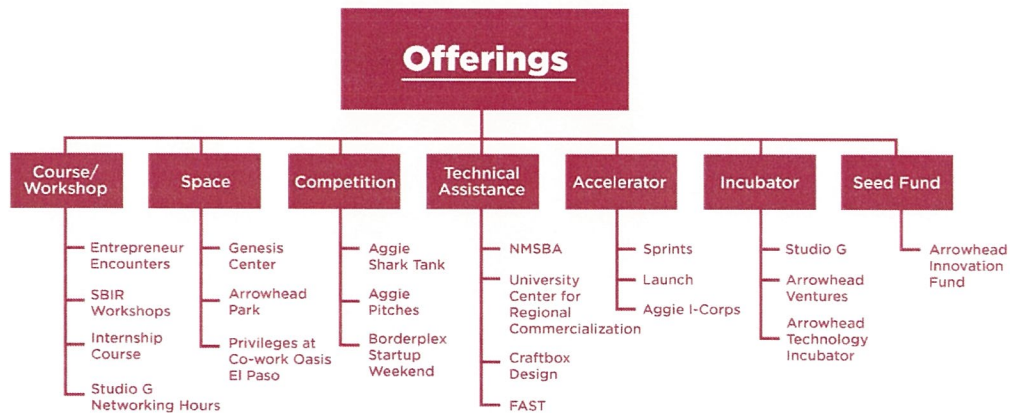 Offerings
Course/
Workshop
Entrepreneur
Encounters
SBIR
Workshops
Internship
Course
Studio G
Networking Hours
Space
Genesis
Center
Arrowhead
Park
Privileges at
Co-work Oasis
El Paso
Competition
Aggie
Shark Tank
Aggie
Pitches
Borderplex
Startup
Weekend
Technical
Assistance
NMSBA
University
Center for
Regional
Commercialization
Craftbox
Design
FAST
Accelerator
Sprints
Launch
Aggie I-Corps
Incubator
Studio G
Arrowhead
Ventures
Arrowhead
Technology
Incubator
Seed Fund
Arrowhead
Innovation
Fund